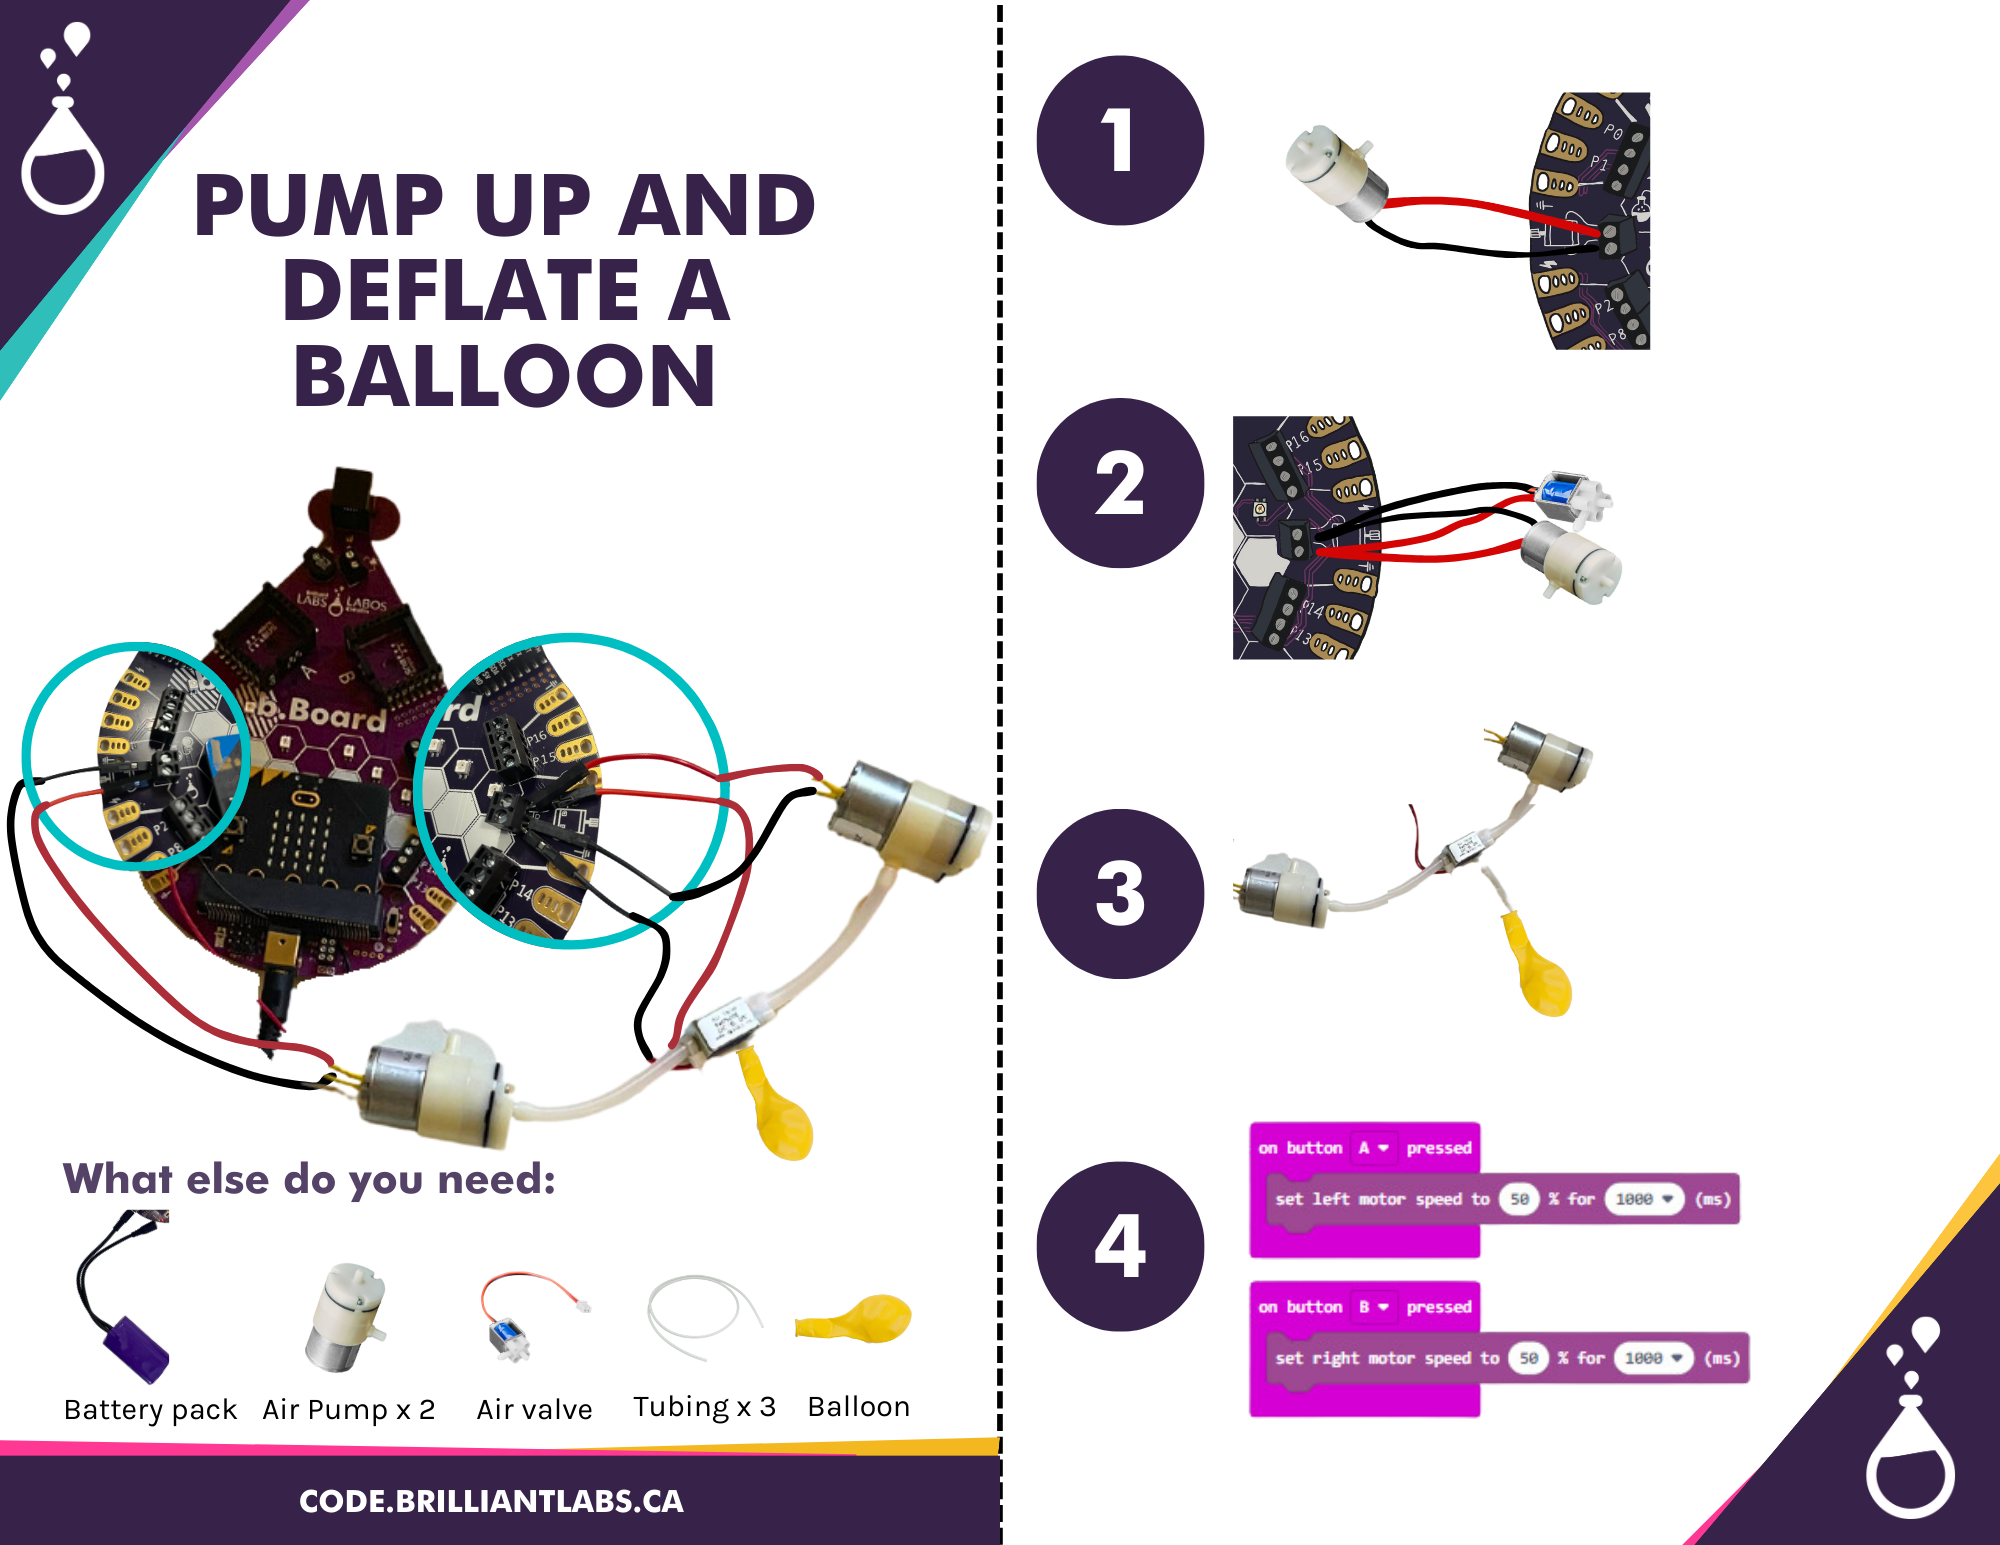 PUMP UP AND
DEFLATE A
BALLOON
LABS LABOS
A
B
b.Board
rd
P16
P15
P14
P13
P2
P8
What else do you need:
Battery pack
Air Pump x 2
Air valve
Tubing x 3
Balloon
CODE.BRILLIANTLABS.CA
1
P0
P1
P2
P8
2
P16
P15
P14
P13
3
4
on button A pressed
set left motor speed to 50 % for 1000 (ms)
on button B pressed
set right motor speed to 50 % for 1000 (ms)